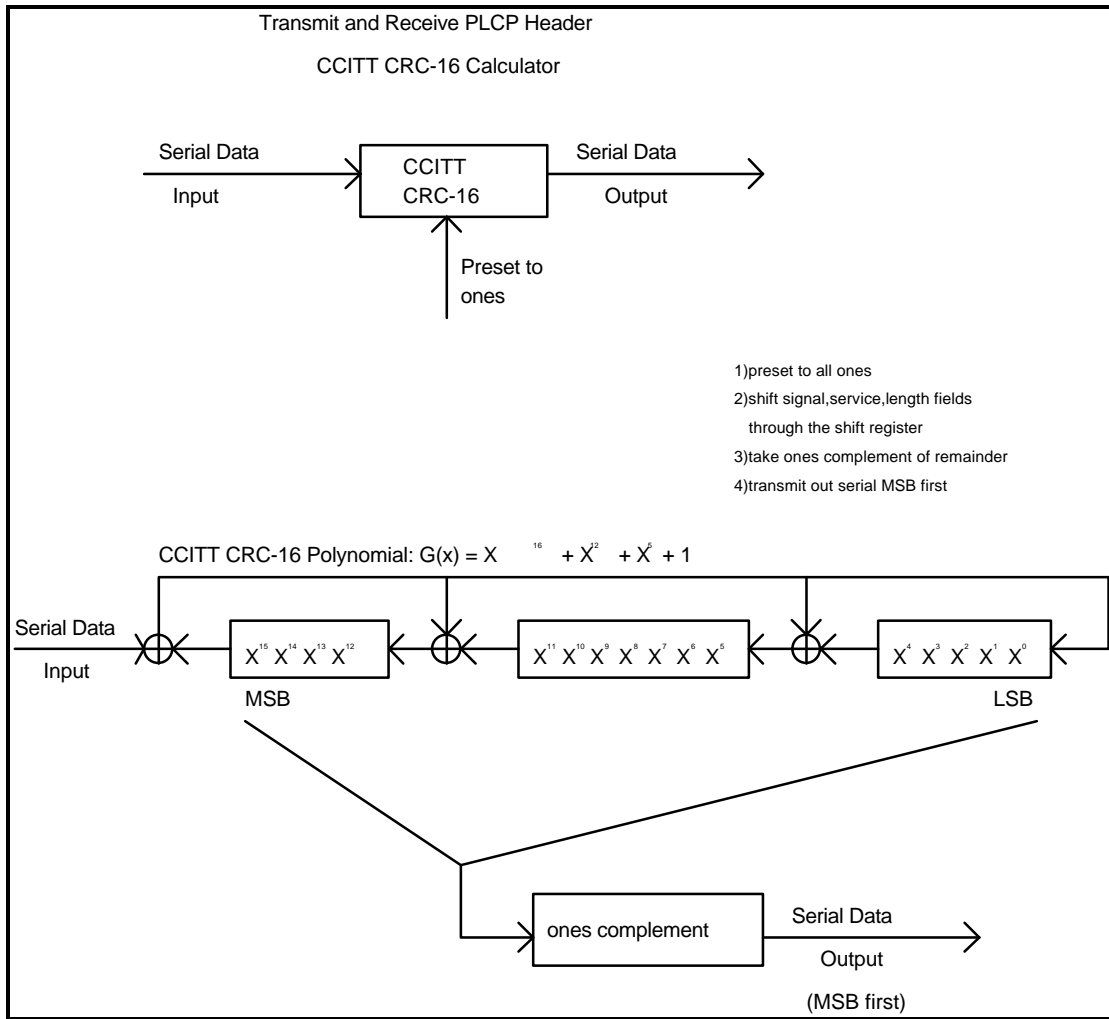 Transmit and Receive PLCP Header
CCITT CRC-16 Calculator
Serial Data
Input
CCITT
CRC-16
Serial Data
Output
Preset to
ones
1)preset to all ones
2)shift signal,service,length fields
through the shift register
3)take ones complement of remainder
4)transmit out serial MSB first
CCITT CRC-16 Polynomial: G(x) = X¹⁶ + X¹² + X⁵ + 1
Serial Data
Input
X¹⁵ X¹⁴ X¹³ X¹²
X¹¹ X¹⁰ X⁹ X⁸ X⁷ X⁶ X⁵
X⁴ X³ X² X¹ X⁰
MSB
LSB
ones complement
Serial Data
Output
(MSB first)